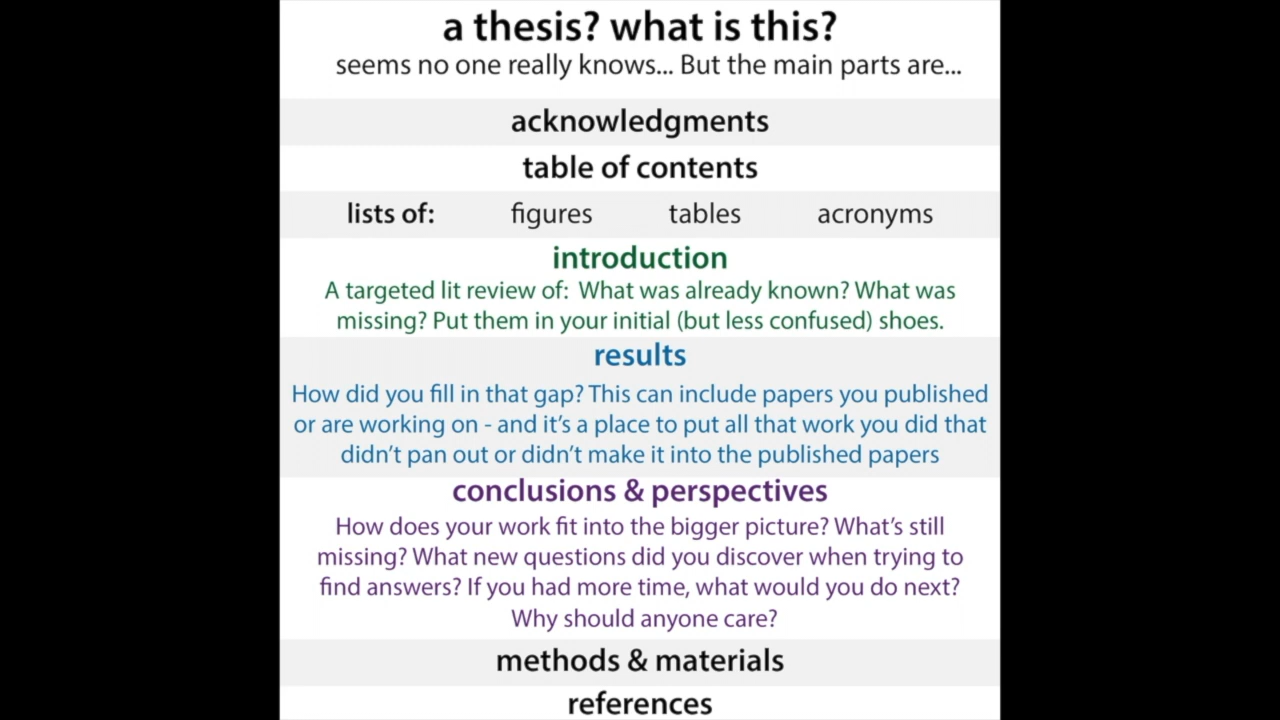 a thesis? what is this?
seems no one really knows... But the main parts are...
acknowledgments
table of contents
lists of: figures tables acronyms
introduction
A targeted lit review of: What was already known? What was
missing? Put them in your initial (but less confused) shoes.
results
How did you fill in that gap? This can include papers you published
or are working on - and it's a place to put all that work you did that
didn't pan out or didn't make it into the published papers
conclusions & perspectives
How does your work fit into the bigger picture? What's still
missing? What new questions did you discover when trying to
find answers? If you had more time, what would you do next?
Why should anyone care?
methods & materials
references